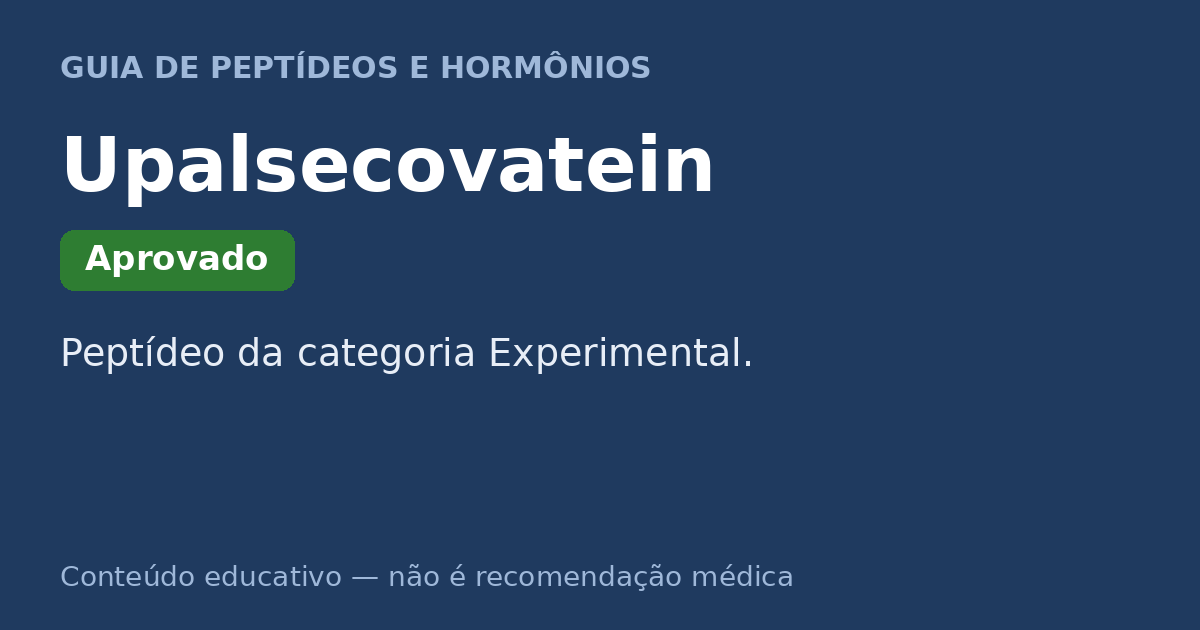 GUIA DE PEPTÍDEOS E HORMÔNIOS
Upalsecovatein
Aprovado
Peptídeo da categoria Experimental.
Conteúdo educativo — não é recomendação médica